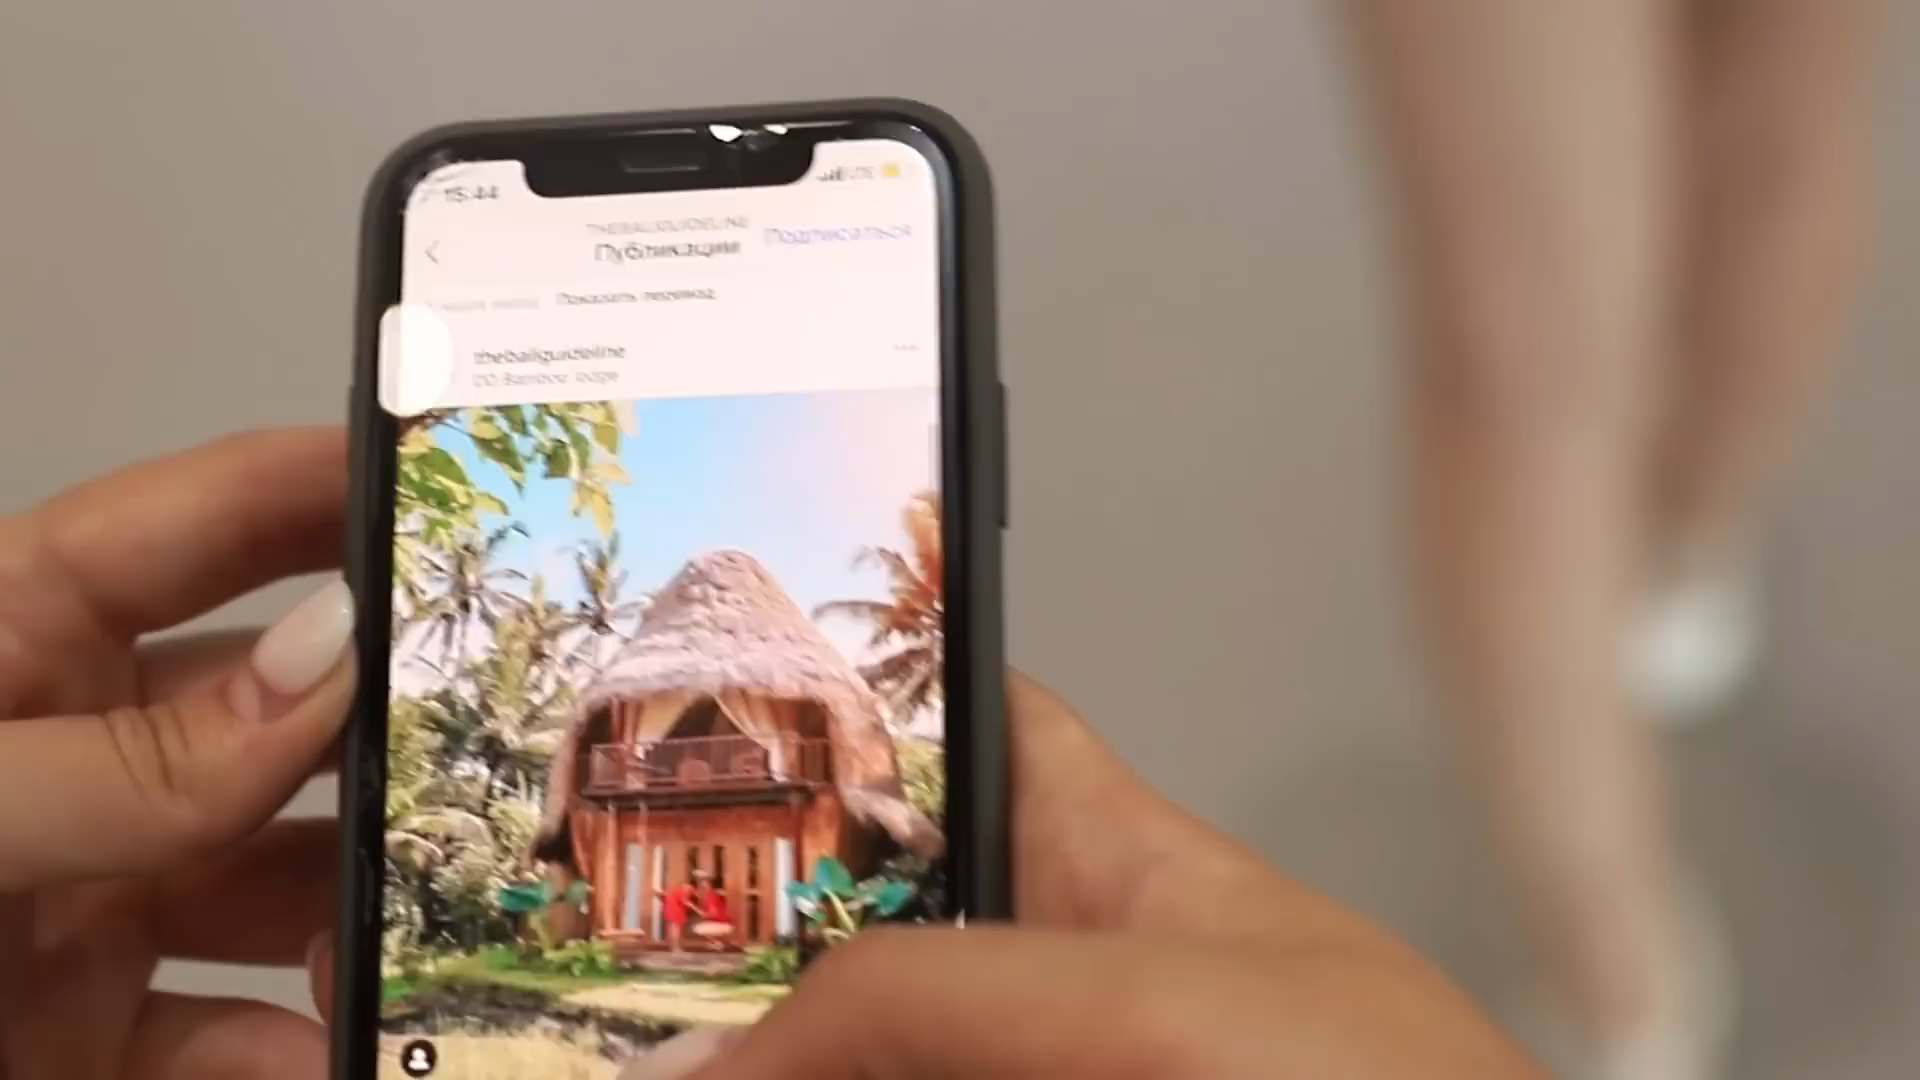 15:44
THEBALIGUIDELINE
Публикации
Подписаться
Показать перевод
thebaliguideline